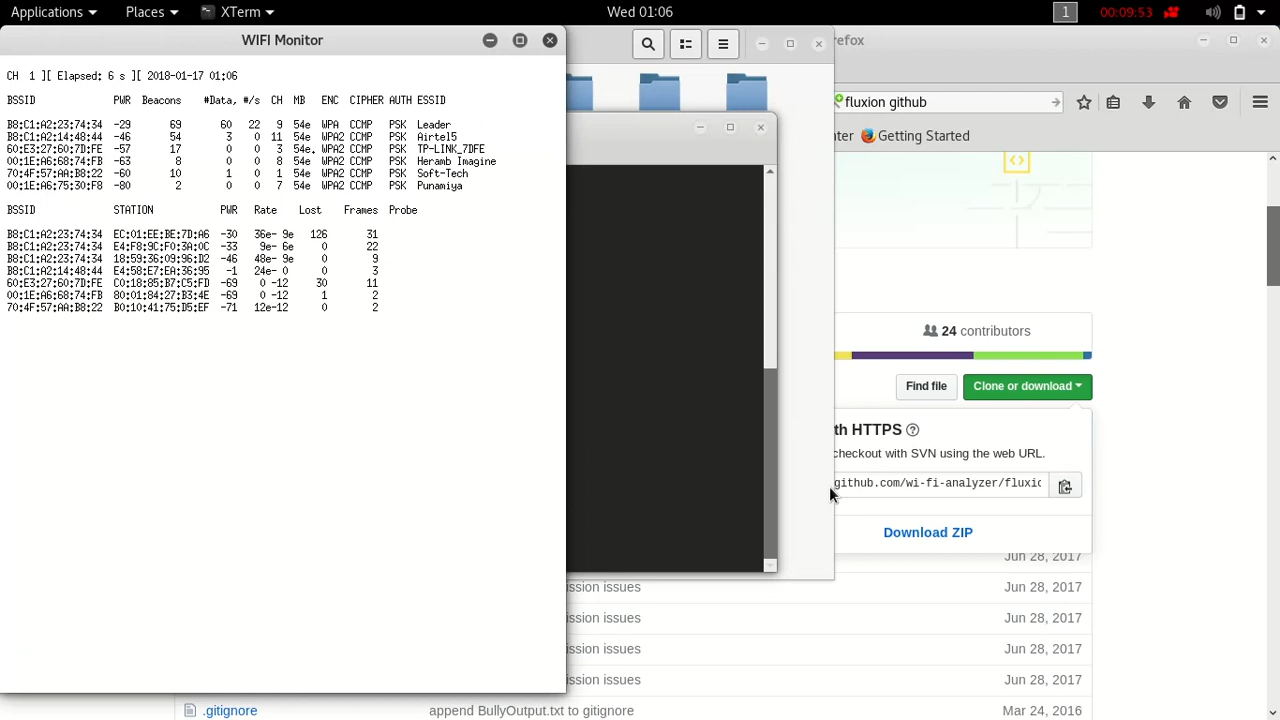 Applications Places XTerm Wed 01:06 1 00:09:53
WIFI Monitor
CH 1 ][ Elapsed: 6 s ][ 2018-01-17 01:06
BSSID PWR Beacons #Data, #/s CH MB ENC CIPHER AUTH ESSID
B8:C1:A2:23:74:34 -25 69 60 22 9 54e WPA CCMP PSK Leader
B8:C1:A2:14:48:44 -46 54 3 0 11 54e WPA2 CCMP PSK Airtel5
60:E3:27:60:7D:FE -57 17 0 0 3 54e. WPA2 CCMP PSK TP-LINK_7DFE
00:1E:A6:68:74:FB -63 8 0 0 8 54e WPA2 CCMP PSK Heramb Imagine
70:4F:57:AA:B8:22 -60 10 1 0 1 54e WPA2 CCMP PSK Soft-Tech
00:1E:A6:75:30:F8 -80 2 0 0 7 54e WPA2 CCMP PSK Punamiya
BSSID STATION PWR Rate Lost Frames Probe
B8:C1:A2:23:74:34 EC:01:EE:BE:7D:A6 -30 36e- 9e 126 31
B8:C1:A2:23:74:34 E4:F8:9C:F0:3A:0C -33 9e- 6e 0 22
B8:C1:A2:23:74:34 18:59:36:09:96:D2 -46 48e- 9e 0 9
B8:C1:A2:14:48:44 E4:58:E7:EA:36:95 -1 24e- 0 0 3
60:E3:27:60:7D:FE C0:18:85:B7:C5:FD -69 0 -12 30 11
00:1E:A6:68:74:FB 80:01:84:27:B3:4E -69 0 -12 1 2
70:4F:57:AA:B8:22 B0:10:41:75:D5:EF -71 12e-12 0 2
efox
fluxion github
nter Getting Started
24 contributors
Find file Clone or download
th HTTPS
checkout with SVN using the web URL.
github.com/wi-fi-analyzer/fluxio
Download ZIP
Jun 28, 2017
ission issues Jun 28, 2017
ission issues Jun 28, 2017
ission issues Jun 28, 2017
ission issues Jun 28, 2017
.gitignore append BullyOutput.txt to gitignore Mar 24, 2016